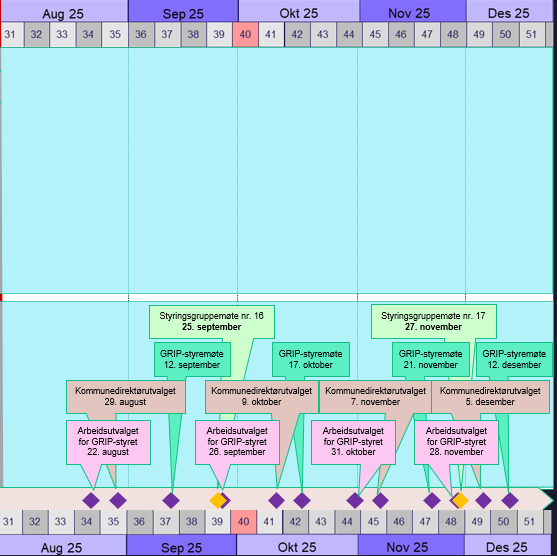 Aug 25 Sep 25 Okt 25 Nov 25 Des 25
31 32 33 34 35 36 37 38 39 40 41 42 43 44 45 46 47 48 49 50 51
Styringsgruppemøte nr. 16
25. september
Styringsgruppemøte nr. 17
27. november
GRIP-styremøte
12. september
GRIP-styremøte
17. oktober
GRIP-styremøte
21. november
GRIP-styremøte
12. desember
Kommunedirektørutvalget
29. august
Kommunedirektørutvalget
9. oktober
Kommunedirektørutvalget
7. november
Kommunedirektørutvalget
5. desember
Arbeidsutvalget
for GRIP-styret
22. august
Arbeidsutvalget
for GRIP-styret
26. september
Arbeidsutvalget
for GRIP-styret
31. oktober
Arbeidsutvalget
for GRIP-styret
28. november
31 32 33 34 35 36 37 38 39 40 41 42 43 44 45 46 47 48 49 50 51
Aug 25 Sep 25 Okt 25 Nov 25 Des 25